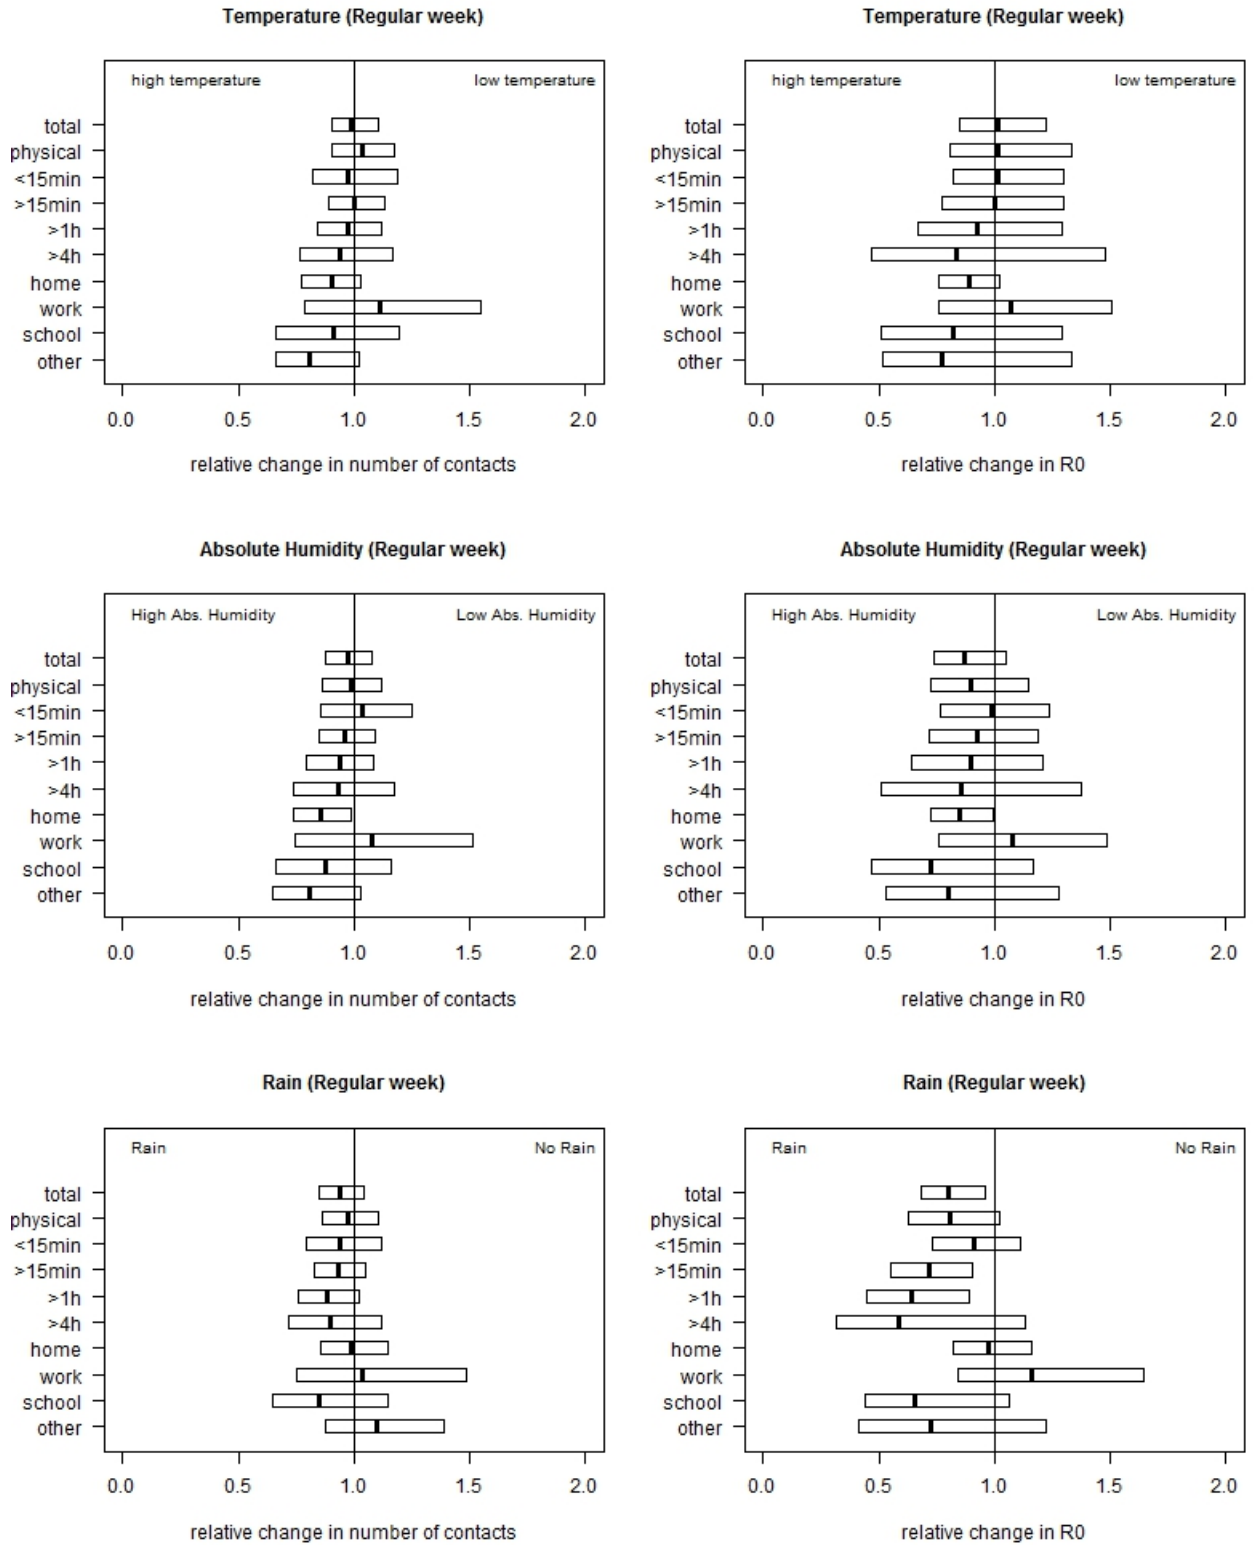 Temperature (Regular week)
high temperature low temperature
total
physical
<15min
>15min
>1h
>4h
home
work
school
other
0.0 0.5 1.0 1.5 2.0
relative change in number of contacts
Temperature (Regular week)
high temperature low temperature
total
physical
<15min
>15min
>1h
>4h
home
work
school
other
0.0 0.5 1.0 1.5 2.0
relative change in R0
Absolute Humidity (Regular week)
High Abs. Humidity Low Abs. Humidity
total
physical
<15min
>15min
>1h
>4h
home
work
school
other
0.0 0.5 1.0 1.5 2.0
relative change in number of contacts
Absolute Humidity (Regular week)
High Abs. Humidity Low Abs. Humidity
total
physical
<15min
>15min
>1h
>4h
home
work
school
other
0.0 0.5 1.0 1.5 2.0
relative change in R0
Rain (Regular week)
Rain No Rain
total
physical
<15min
>15min
>1h
>4h
home
work
school
other
0.0 0.5 1.0 1.5 2.0
relative change in number of contacts
Rain (Regular week)
Rain No Rain
total
physical
<15min
>15min
>1h
>4h
home
work
school
other
0.0 0.5 1.0 1.5 2.0
relative change in R0